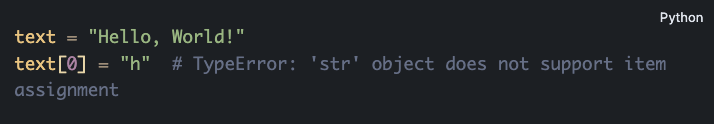 Python
text = "Hello, World!"
text[0] = "h"  # TypeError: 'str' object does not support item
assignment